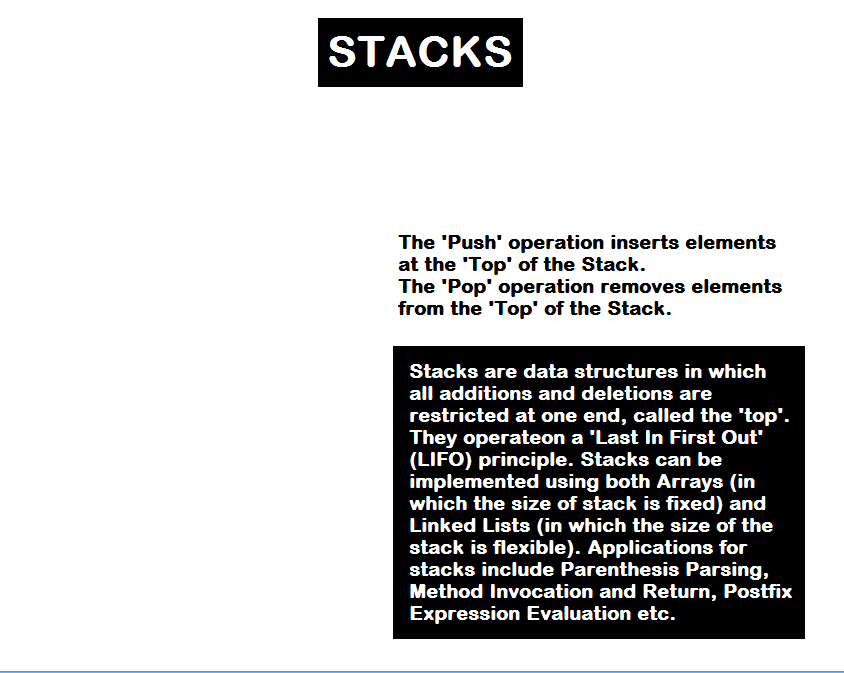 STACKS
The 'Push' operation inserts elements
at the 'Top' of the Stack.
The 'Pop' operation removes elements
from the 'Top' of the Stack.
Stacks are data structures in which
all additions and deletions are
restricted at one end, called the 'top'.
They operateon a 'Last In First Out'
(LIFO) principle. Stacks can be
implemented using both Arrays (in
which the size of stack is fixed) and
Linked Lists (in which the size of the
stack is flexible). Applications for
stacks include Parenthesis Parsing,
Method Invocation and Return, Postfix
Expression Evaluation etc.